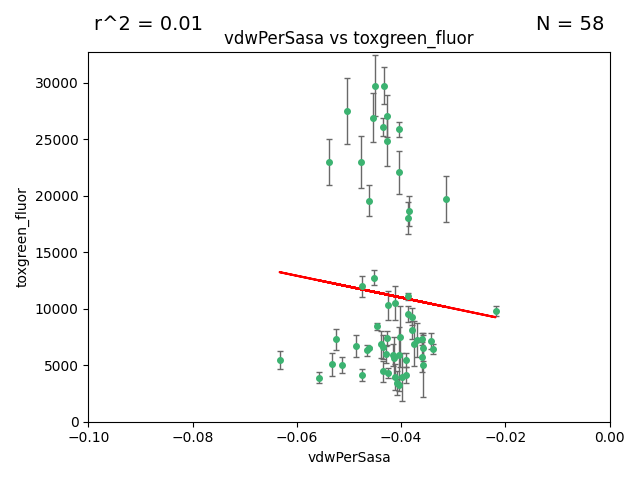 r^2 = 0.01
N = 58
vdwPerSasa vs toxgreen_fluor
30000
25000
20000
15000
10000
5000
0
toxgreen_fluor
−0.10
−0.08
−0.06
−0.04
−0.02
0.00
vdwPerSasa